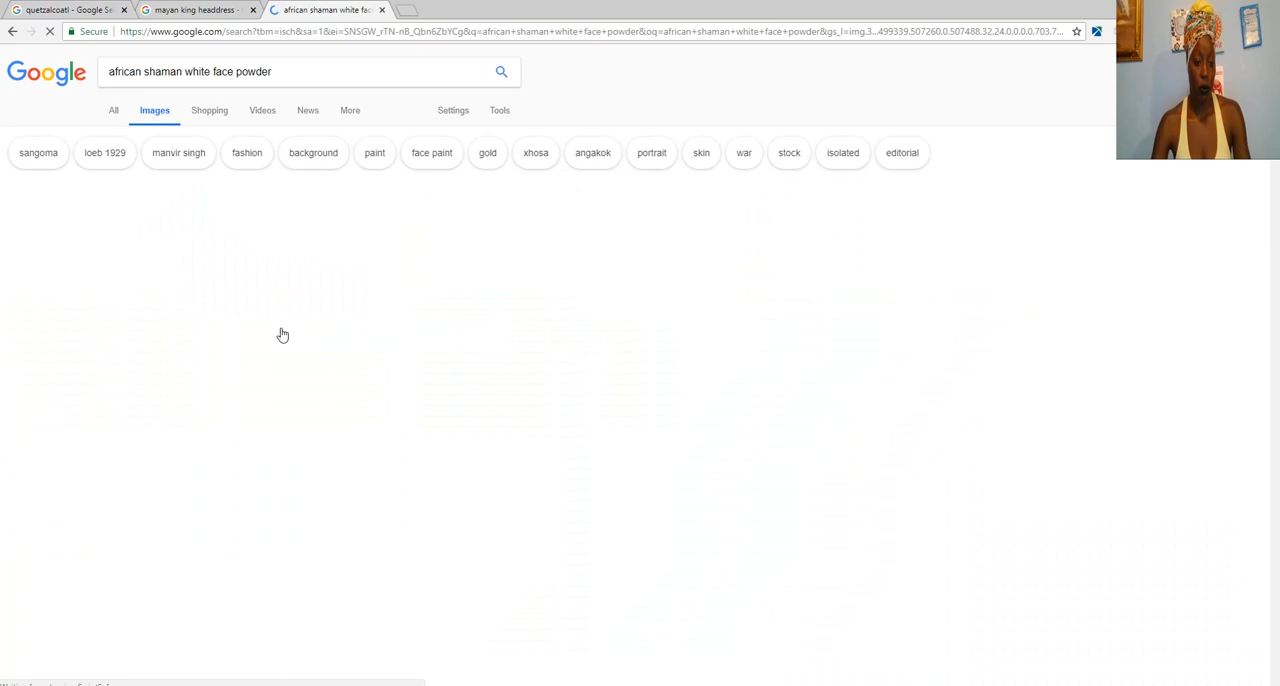 quetzalcoatl - Google Se
mayan king headdress -
african shaman white fac
Secure
https://www.google.com/search?tbm=isch&sa=1&ei=SNSGW_rTN-nB_Qbn6ZbYCg&q=african+shaman+white+face+powder&oq=african+shaman+white+face+powder&gs_l=img.3...499339.507260.0.507488.32.24.0.0.0.0.703.7...
Google
african shaman white face powder
All Images Shopping Videos News More Settings Tools
sangoma loeb 1929 manvir singh fashion background paint face paint gold xhosa angakok portrait skin war stock isolated editorial